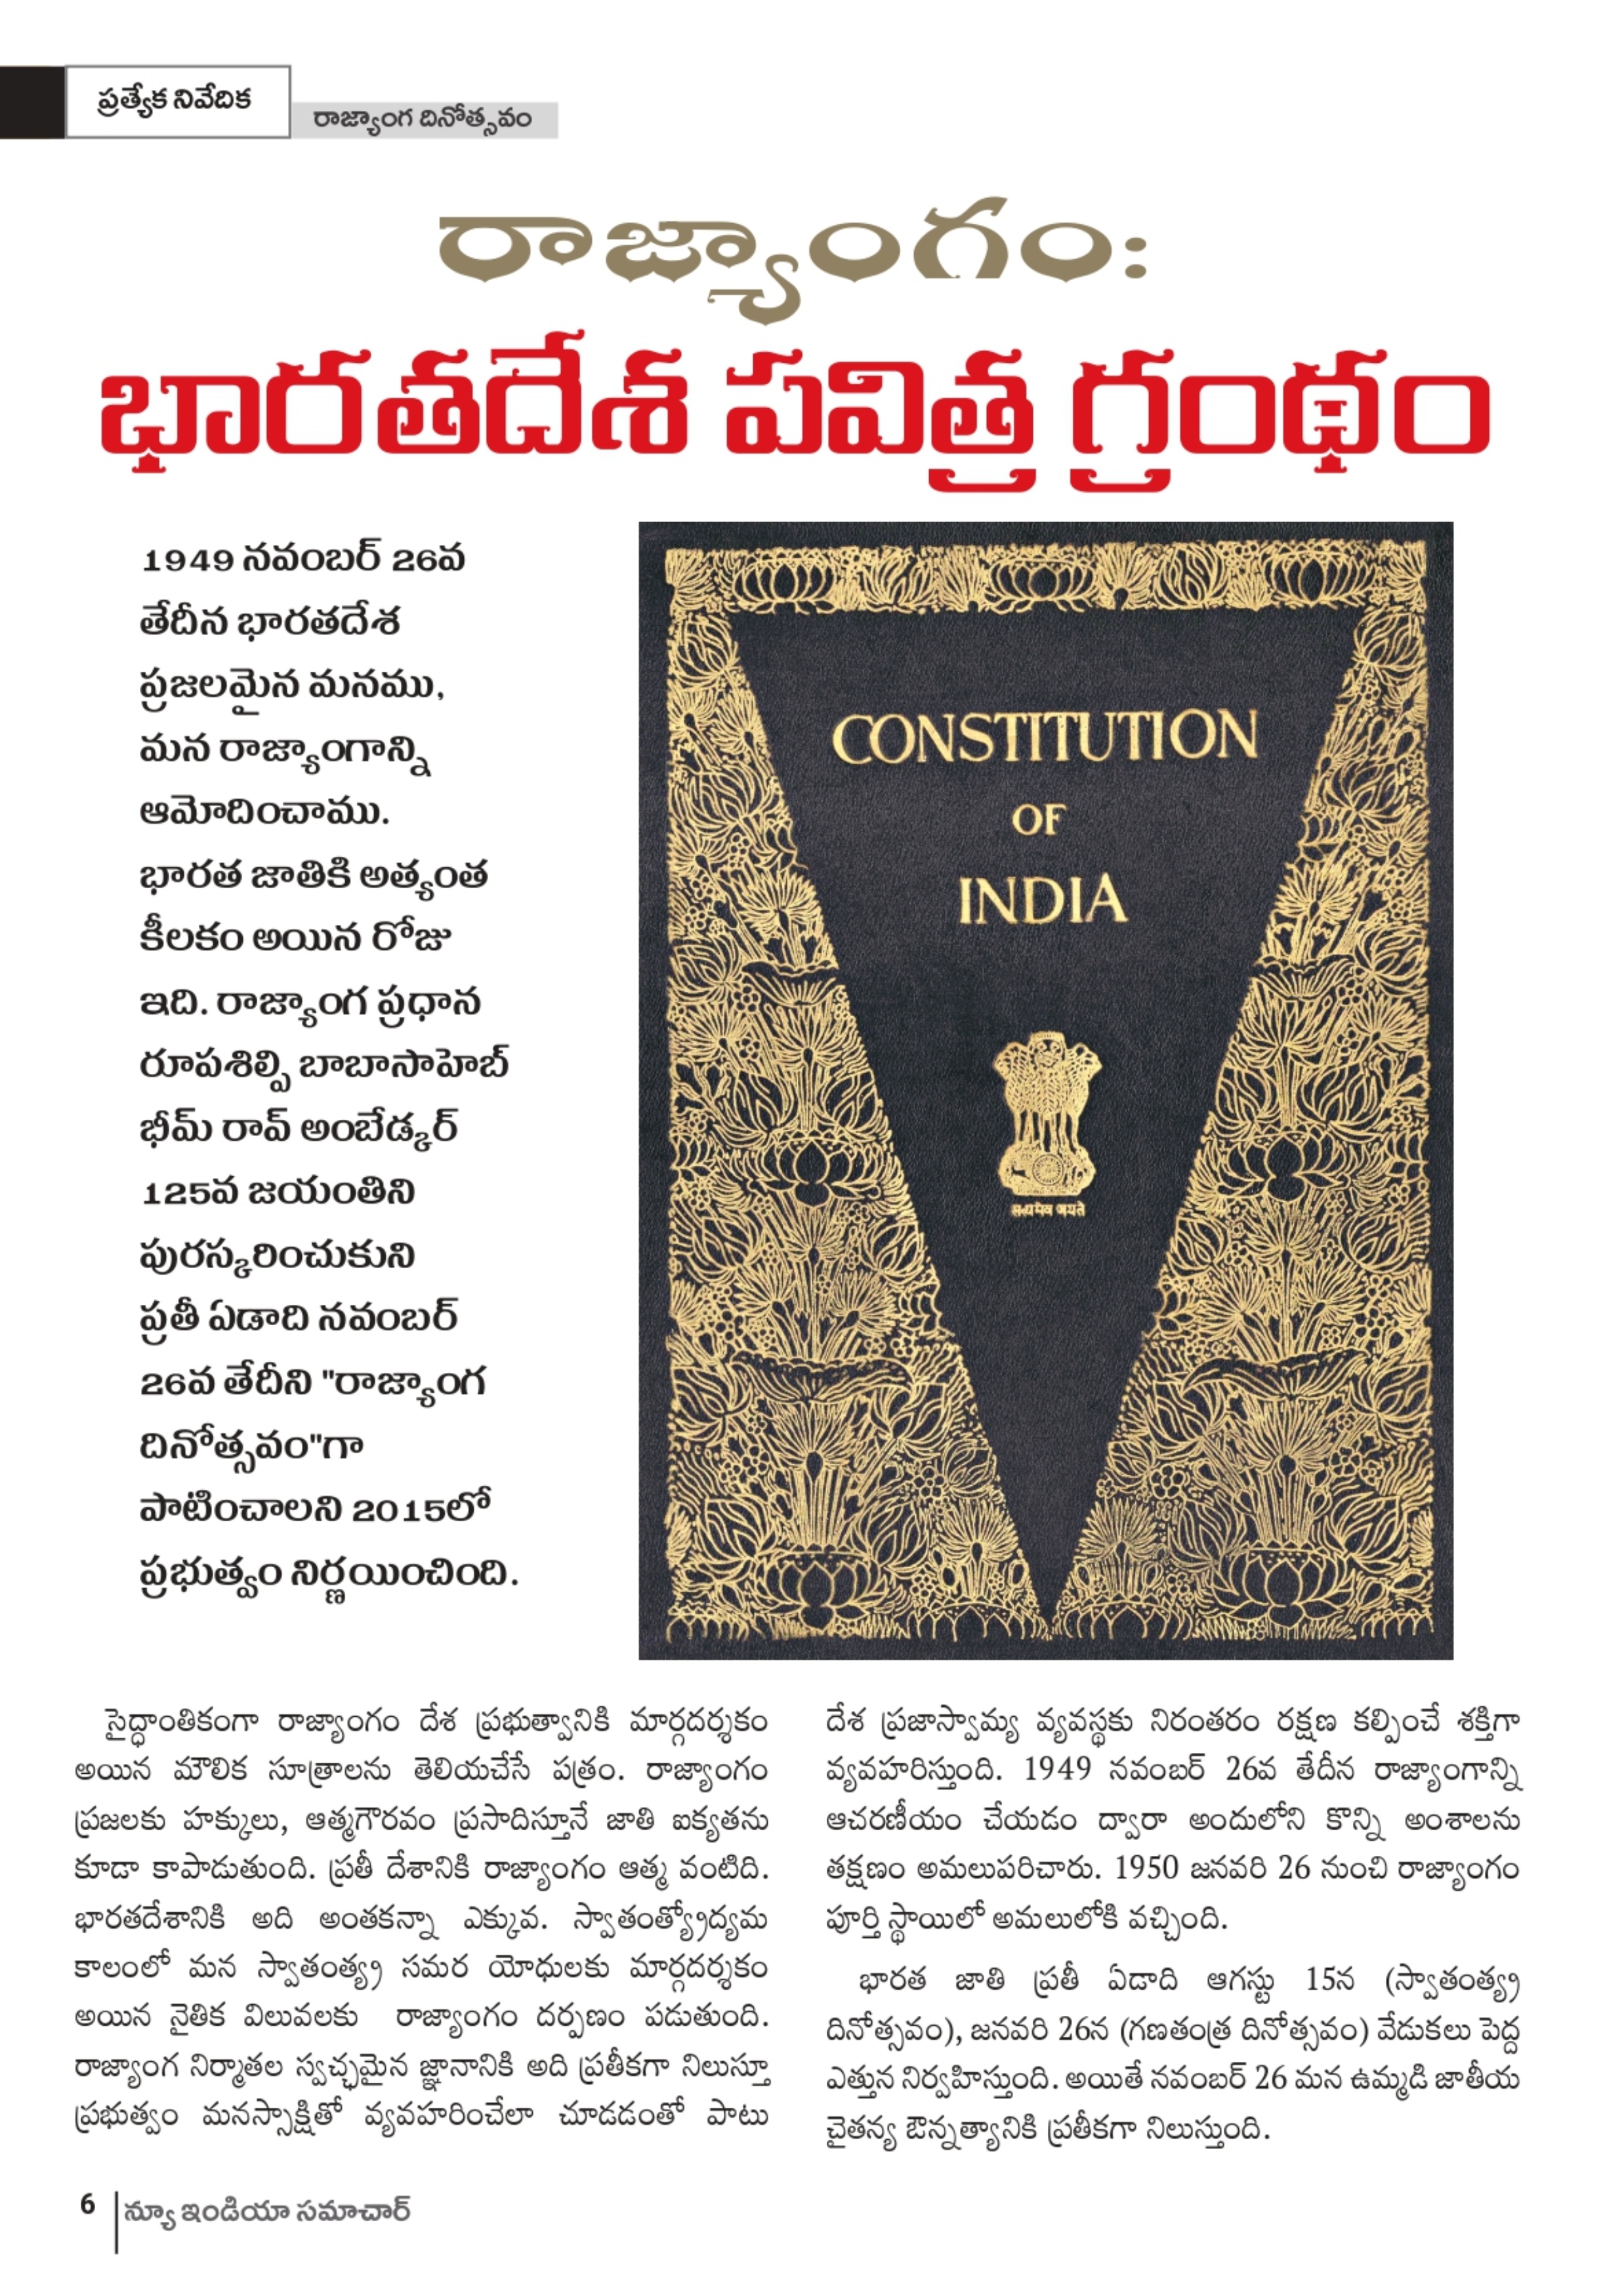 ప్రత్యేక నివేదిక
రాజ్యాంగ దినోత్సవం
రాజ్యాంగం:
భారతదేశ పవిత్ర గ్రంథం
1949 నవంబర్ 26వ
తేదీన భారతదేశ
ప్రజలమైన మనము,
మన రాజ్యాంగాన్ని
ఆమోదించాము.
భారత జాతికి అత్యంత
కీలకం అయిన రోజు
ఇది. రాజ్యాంగ ప్రధాన
రూపశిల్పి బాబాసాహెబ్
భీమ్ రావ్ అంబేడ్కర్
125వ జయంతిని
పురస్కరించుకుని
ప్రతీ ఏడాది నవంబర్
26వ తేదీని "రాజ్యాంగ
దినోత్సవం"గా
పాటించాలని 2015లో
ప్రభుత్వం నిర్ణయించింది.
CONSTITUTION
OF
INDIA
सत्यमेव जयते
సైద్ధాంతికంగా రాజ్యాంగం దేశ ప్రభుత్వానికి మార్గదర్శకం
అయిన మౌలిక సూత్రాలను తెలియచేసే పత్రం. రాజ్యాంగం
ప్రజలకు హక్కులు, ఆత్మగౌరవం ప్రసాదిస్తూనే జాతి ఐక్యతను
కూడా కాపాడుతుంది. ప్రతీ దేశానికి రాజ్యాంగం ఆత్మ వంటిది.
భారతదేశానికి అది అంతకన్నా ఎక్కువ. స్వాతంత్య్రోద్యమ
కాలంలో మన స్వాతంత్య్ర సమర యోధులకు మార్గదర్శకం
అయిన నైతిక విలువలకు రాజ్యాంగం దర్పణం పడుతుంది.
రాజ్యాంగ నిర్మాతల స్వచ్ఛమైన జ్ఞానానికి అది ప్రతీకగా నిలుస్తూ
ప్రభుత్వం మనస్సాక్షితో వ్యవహరించేలా చూడడంతో పాటు
దేశ ప్రజాస్వామ్య వ్యవస్థకు నిరంతరం రక్షణ కల్పించే శక్తిగా
వ్యవహరిస్తుంది. 1949 నవంబర్ 26వ తేదీన రాజ్యాంగాన్ని
ఆచరణీయం చేయడం ద్వారా అందులోని కొన్ని అంశాలను
తక్షణం అమలుపరిచారు. 1950 జనవరి 26 నుంచి రాజ్యాంగం
పూర్తి స్థాయిలో అమలులోకి వచ్చింది.
భారత జాతి ప్రతీ ఏడాది ఆగస్టు 15న (స్వాతంత్య్ర
దినోత్సవం), జనవరి 26న (గణతంత్ర దినోత్సవం) వేడుకలు పెద్ద
ఎత్తున నిర్వహిస్తుంది. అయితే నవంబర్ 26 మన ఉమ్మడి జాతీయ
చైతన్య ఔన్నత్యానికి ప్రతీకగా నిలుస్తుంది.
6 న్యూ ఇండియా సమాచార్